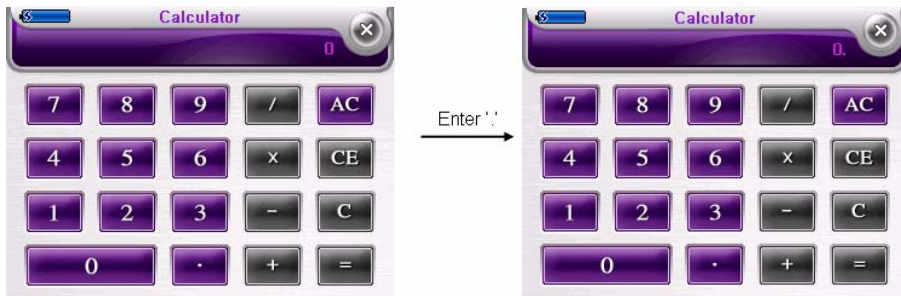 Calculator
0
7 8 9 / AC
4 5 6 × CE
1 2 3 - C
0 . + =
Enter '.'
Calculator
0.
7 8 9 / AC
4 5 6 × CE
1 2 3 - C
0 . + =